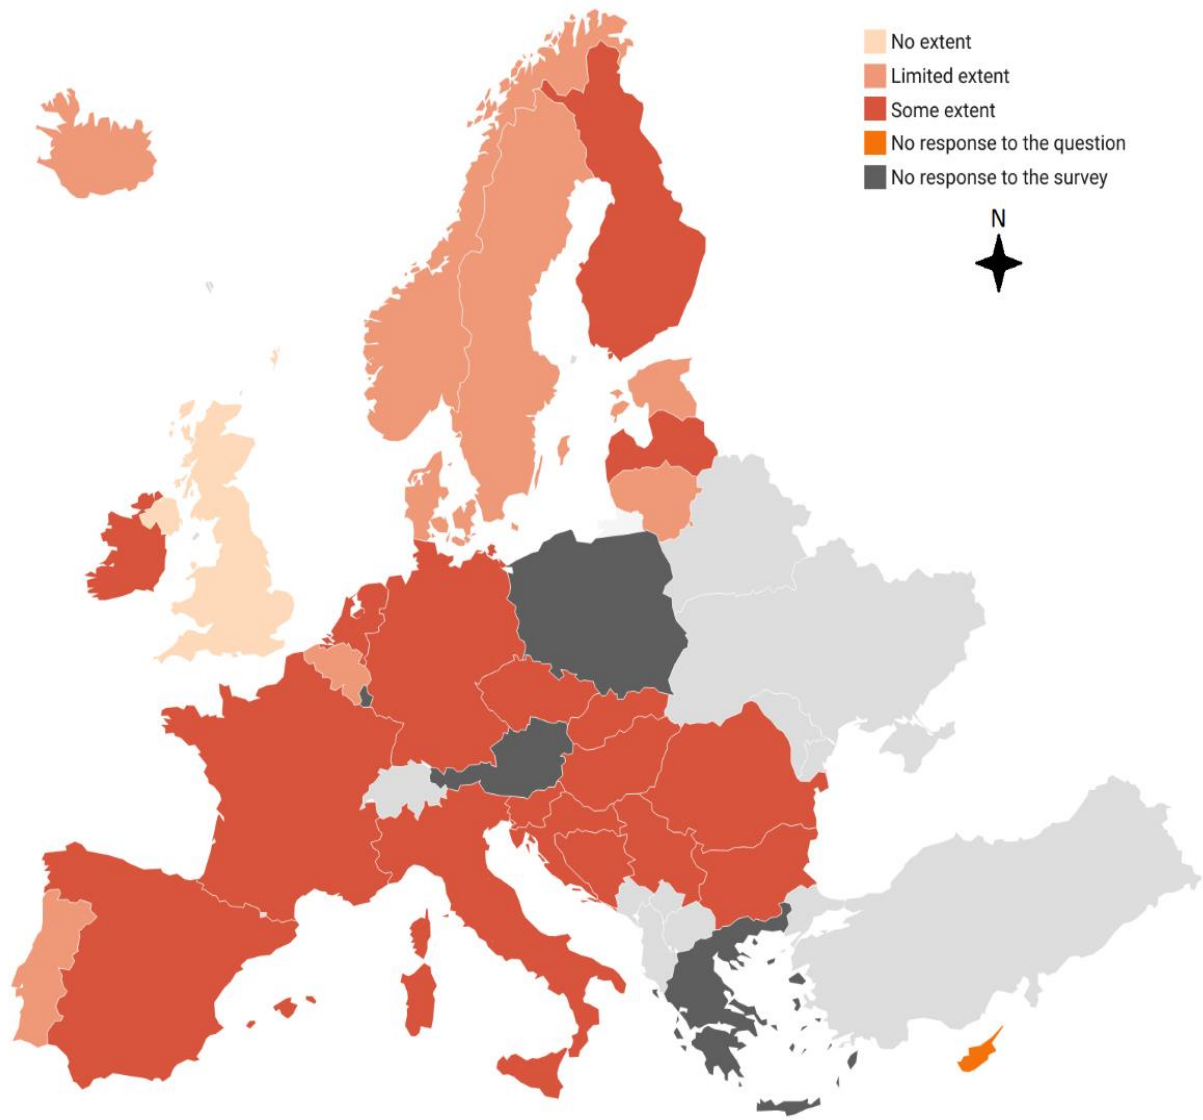 No extent
Limited extent
Some extent
No response to the question
No response to the survey
N